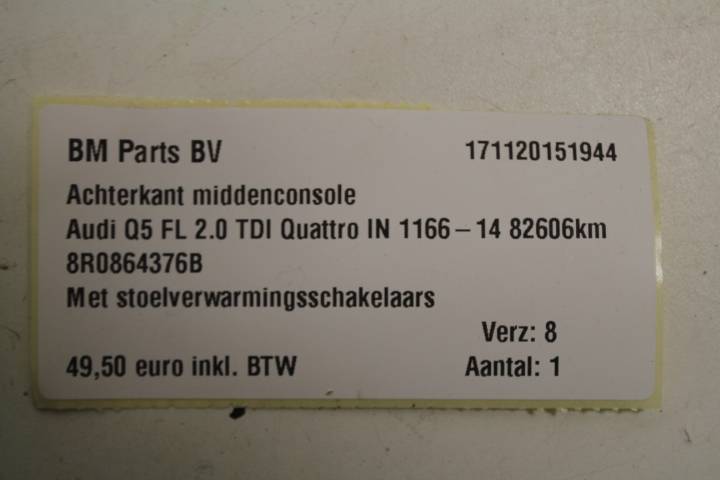 BM Parts BV 171120151944
Achterkant middenconsole
Audi Q5 FL 2.0 TDI Quattro IN 1166 – 14 82606km
8R0864376B
Met stoelverwarmingsschakelaars
Verz: 8
49,50 euro inkl. BTW Aantal: 1